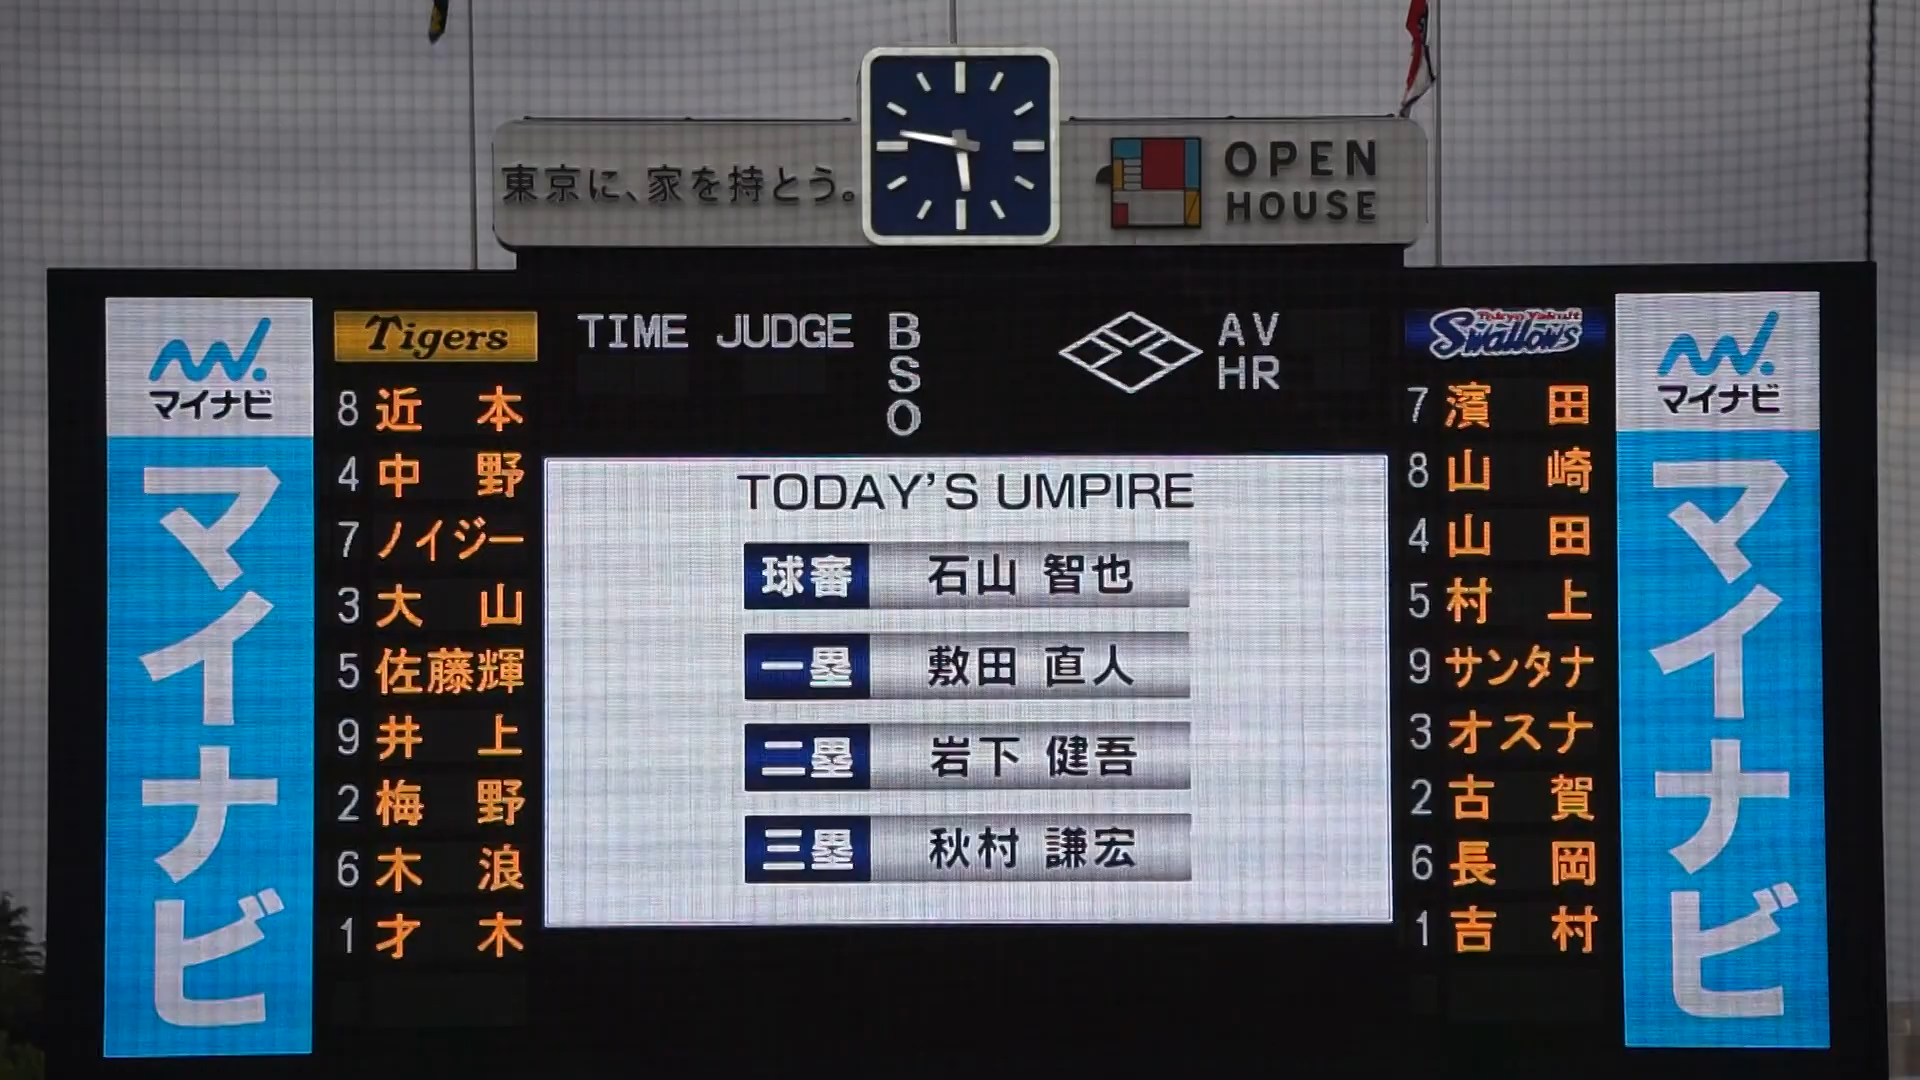 東京に、家を持とう。
OPEN
HOUSE
マイナビ
マイナビ
Tigers
8 近本
4 中野
7 ノイジー
3 大山
5 佐藤輝
9 井上
2 梅野
6 木浪
1 才木
TIME JUDGE
B
S
O
AV
HR
TODAY'S UMPIRE
球審 石山 智也
一塁 敷田 直人
二塁 岩下 健吾
三塁 秋村 謙宏
Tokyo Yakult
Swallows
7 濱田
8 山崎
4 山田
5 村上
9 サンタナ
3 オスナ
2 古賀
6 長岡
1 吉村
マイナビ
マイナビ